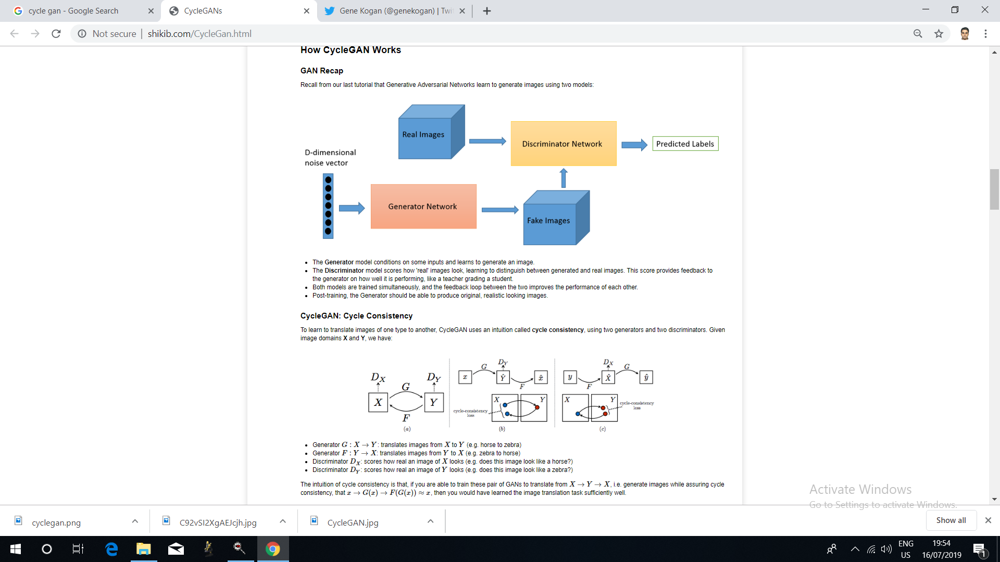 cycle gan - Google Search
CycleGANs
Gene Kogan (@genekogan) | Twi
Not secure | shikib.com/CycleGan.html
How CycleGAN Works
GAN Recap
Recall from our last tutorial that Generative Adversarial Networks learn to generate images using two models:
Real Images
Discriminator Network
Predicted Labels
D-dimensional
noise vector
Generator Network
Fake Images
• The Generator model conditions on some inputs and learns to generate an image.
• The Discriminator model scores how 'real' images look, learning to distinguish between generated and real images. This score provides feedback to
the generator on how well it is performing, like a teacher grading a student.
• Both models are trained simultaneously, and the feedback loop between the two improves the performance of each other.
• Post-training, the Generator should be able to produce original, realistic looking images.
CycleGAN: Cycle Consistency
To learn to translate images of one type to another, CycleGAN uses an intuition called cycle consistency, using two generators and two discriminators. Given
image domains X and Y, we have:
D_X D_Y
G
X Y
F
(a)
D_Y
G
x Ŷ x̂
F
X Y
cycle-consistency
loss
(b)
D_X
G
y X̂ ŷ
F
X Y
cycle-consistency
loss
(c)
• Generator G : X → Y: translates images from X to Y (e.g. horse to zebra)
• Generator F : Y → X: translates images from Y to X (e.g. zebra to horse)
• Discriminator D_X: scores how real an image of X looks (e.g. does this image look like a horse?)
• Discriminator D_Y: scores how real an image of Y looks (e.g. does this image look like a zebra?)
The intuition of cycle consistency is that, if you are able to train these pair of GANs to translate from X → Y → X, i.e. generate images while assuring cycle
consistency, that x → G(x) → F(G(x)) ≈ x, then you would have learned the image translation task sufficiently well.
Activate Windows
Go to Settings to activate Windows.
cyclegan.png
C92vSI2XgAEJcjh.jpg
CycleGAN.jpg
Show all
ENG
US
19:54
16/07/2019
1